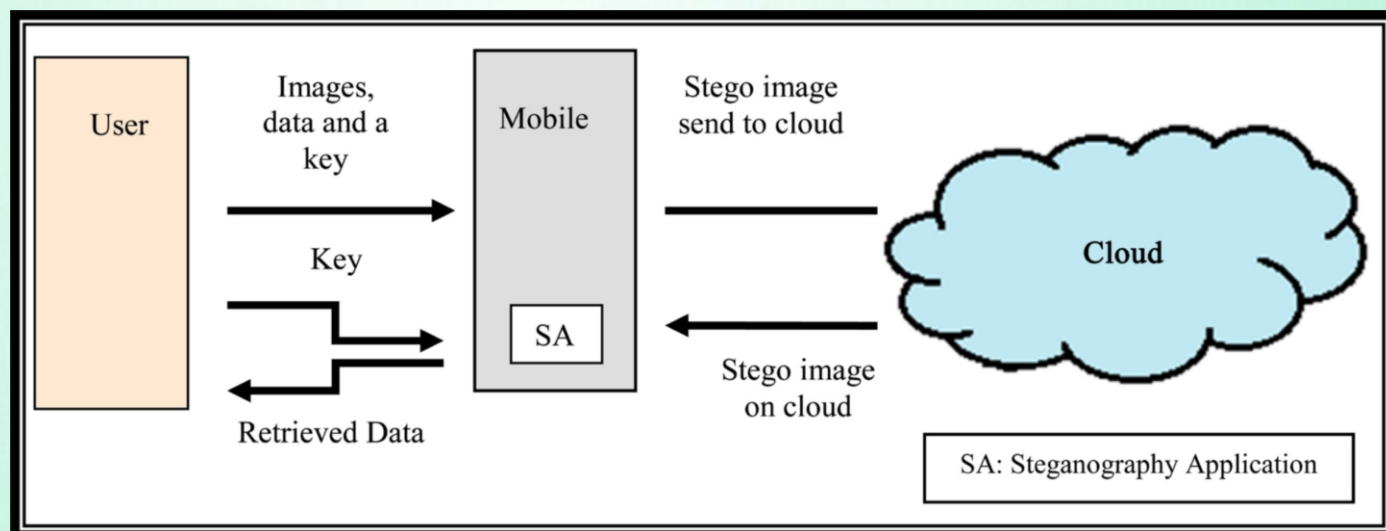 User
Images,
data and a
key
Mobile
Stego image
send to cloud
Key
SA
Cloud
Retrieved Data
Stego image
on cloud
SA: Steganography Application